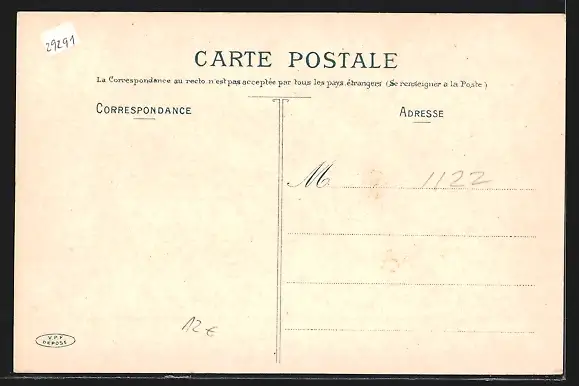 29291
CARTE POSTALE
La Correspondance au recto n'est pas acceptée par tous les pays étrangers (Se renseigner à la Poste)
CORRESPONDANCE
ADRESSE
M
1122
12 €
V.P.F
DÉPOSÉ